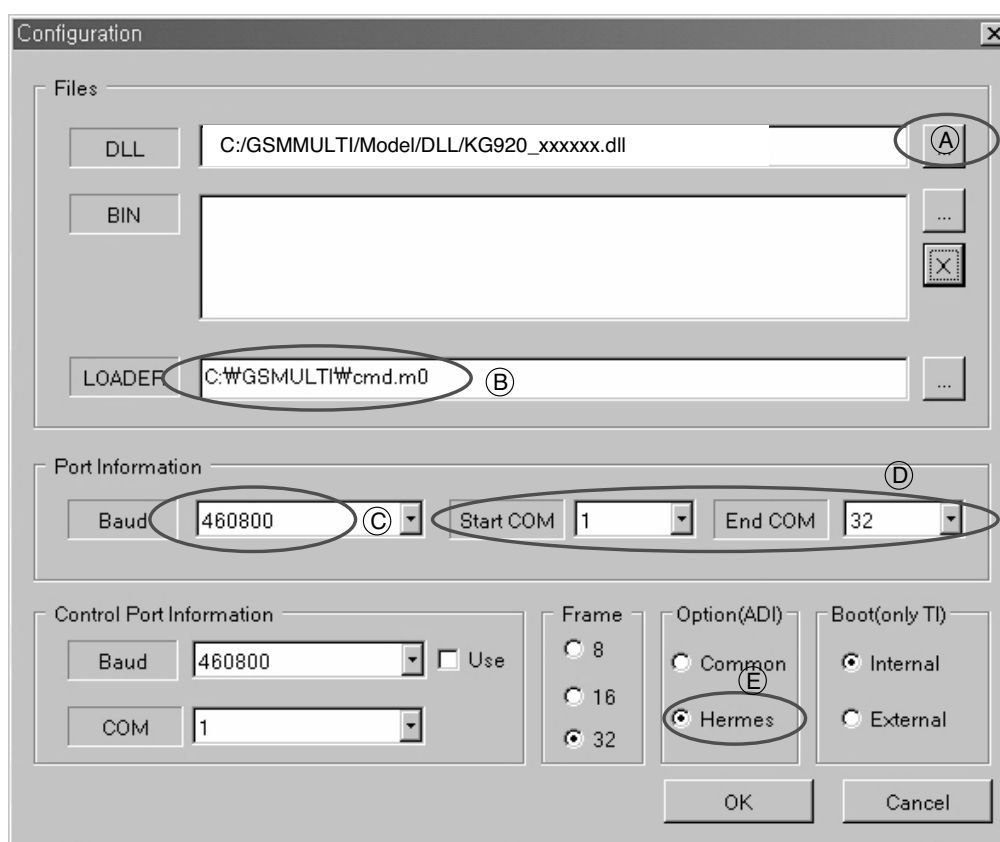 Configuration
Files
DLL
C:/GSMMULTI/Model/DLL/KG920_xxxxxx.dll
Ⓐ
BIN
...
X
LOADER
C:₩GSMULTI₩cmd.m0
Ⓑ
...
Port Information
Ⓓ
Baud
460800
Ⓒ
Start COM
1
End COM
32
Control Port Information
Baud
460800
Use
COM
1
Frame
8
16
32
Option(ADI)
Common
Ⓔ
Hermes
Boot(only TI)
Internal
External
OK
Cancel